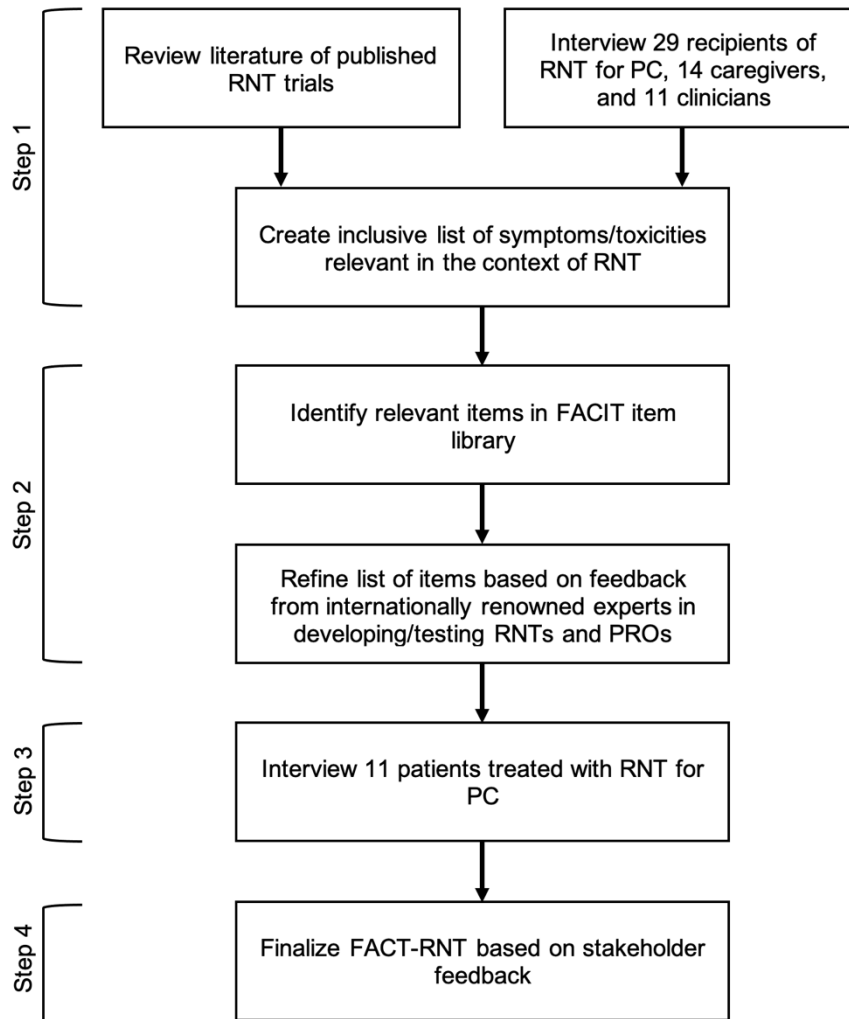 Step 1
Review literature of published
RNT trials
Interview 29 recipients of
RNT for PC, 14 caregivers,
and 11 clinicians
Create inclusive list of symptoms/toxicities
relevant in the context of RNT
Step 2
Identify relevant items in FACIT item
library
Refine list of items based on feedback
from internationally renowned experts in
developing/testing RNTs and PROs
Step 3
Interview 11 patients treated with RNT for
PC
Step 4
Finalize FACT-RNT based on stakeholder
feedback